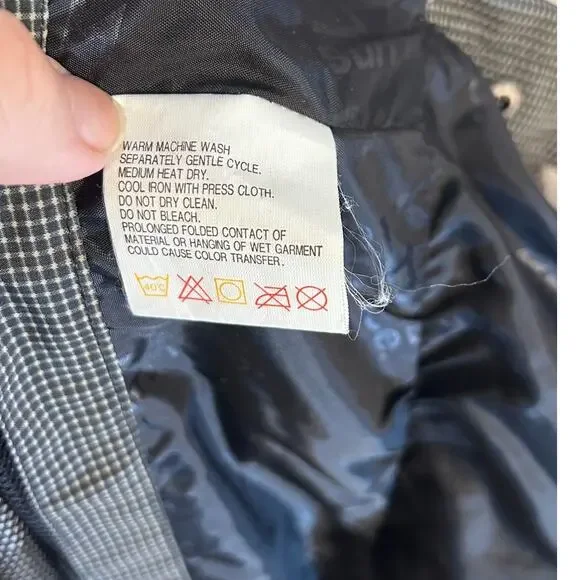 WARM MACHINE WASH
SEPARATELY GENTLE CYCLE.
MEDIUM HEAT DRY.
COOL IRON WITH PRESS CLOTH.
DO NOT DRY CLEAN.
DO NOT BLEACH.
PROLONGED FOLDED CONTACT OF
MATERIAL OR HANGING OF WET GARMENT
COULD CAUSE COLOR TRANSFER.
40°C